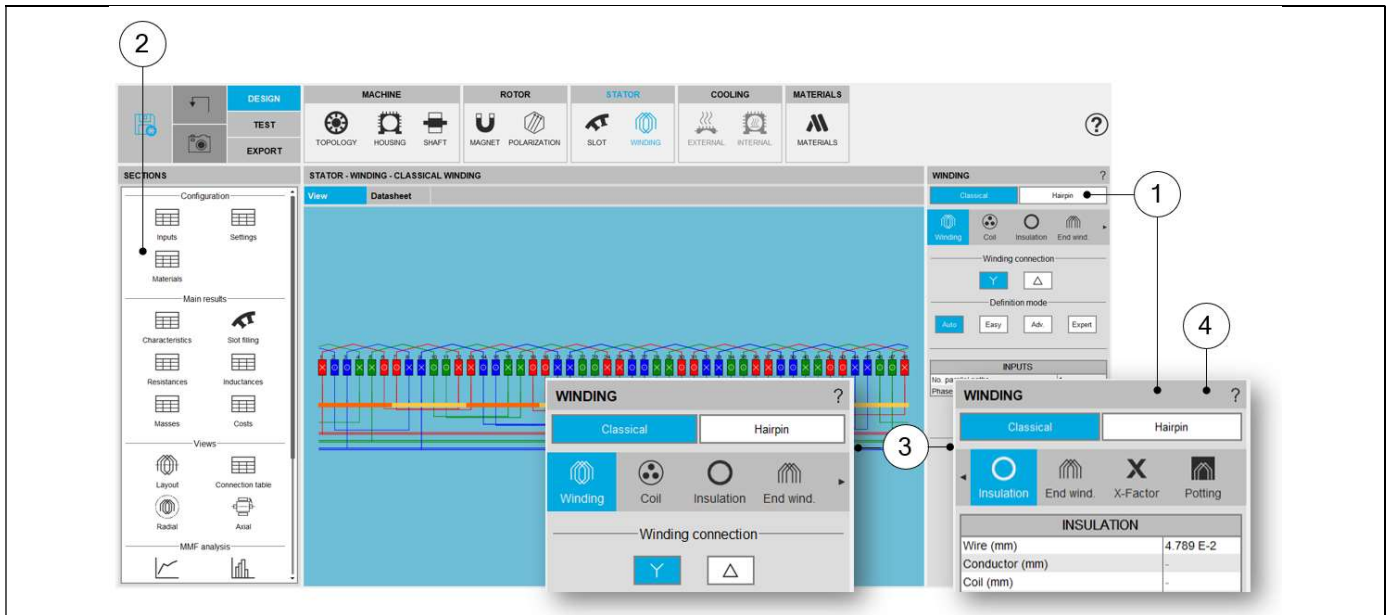 2
DESIGN
TEST
EXPORT
MACHINE
TOPOLOGY HOUSING SHAFT
ROTOR
MAGNET POLARIZATION
STATOR
SLOT WINDING
COOLING
EXTERNAL INTERNAL
MATERIALS
MATERIALS
?
SECTIONS
Configuration
Inputs Settings
Materials
Main results
Characteristics Slot filling
Resistances Inductances
Masses Costs
Views
Layout Connection table
Radial Axial
MMF analysis
STATOR - WINDING - CLASSICAL WINDING
View Datasheet
WINDING ?
Classical Hairpin
Winding Coil Insulation End wind.
Winding connection
Definition mode
Auto Easy Adv. Expert
INPUTS
No. parallel paths
Phase
1
4
3
WINDING ?
Classical Hairpin
Winding Coil Insulation End wind.
Winding connection
Y △
WINDING ?
Classical Hairpin
Insulation End wind. X-Factor Potting
INSULATION
Wire (mm) 4.789 E-2
Conductor (mm) -
Coil (mm) -